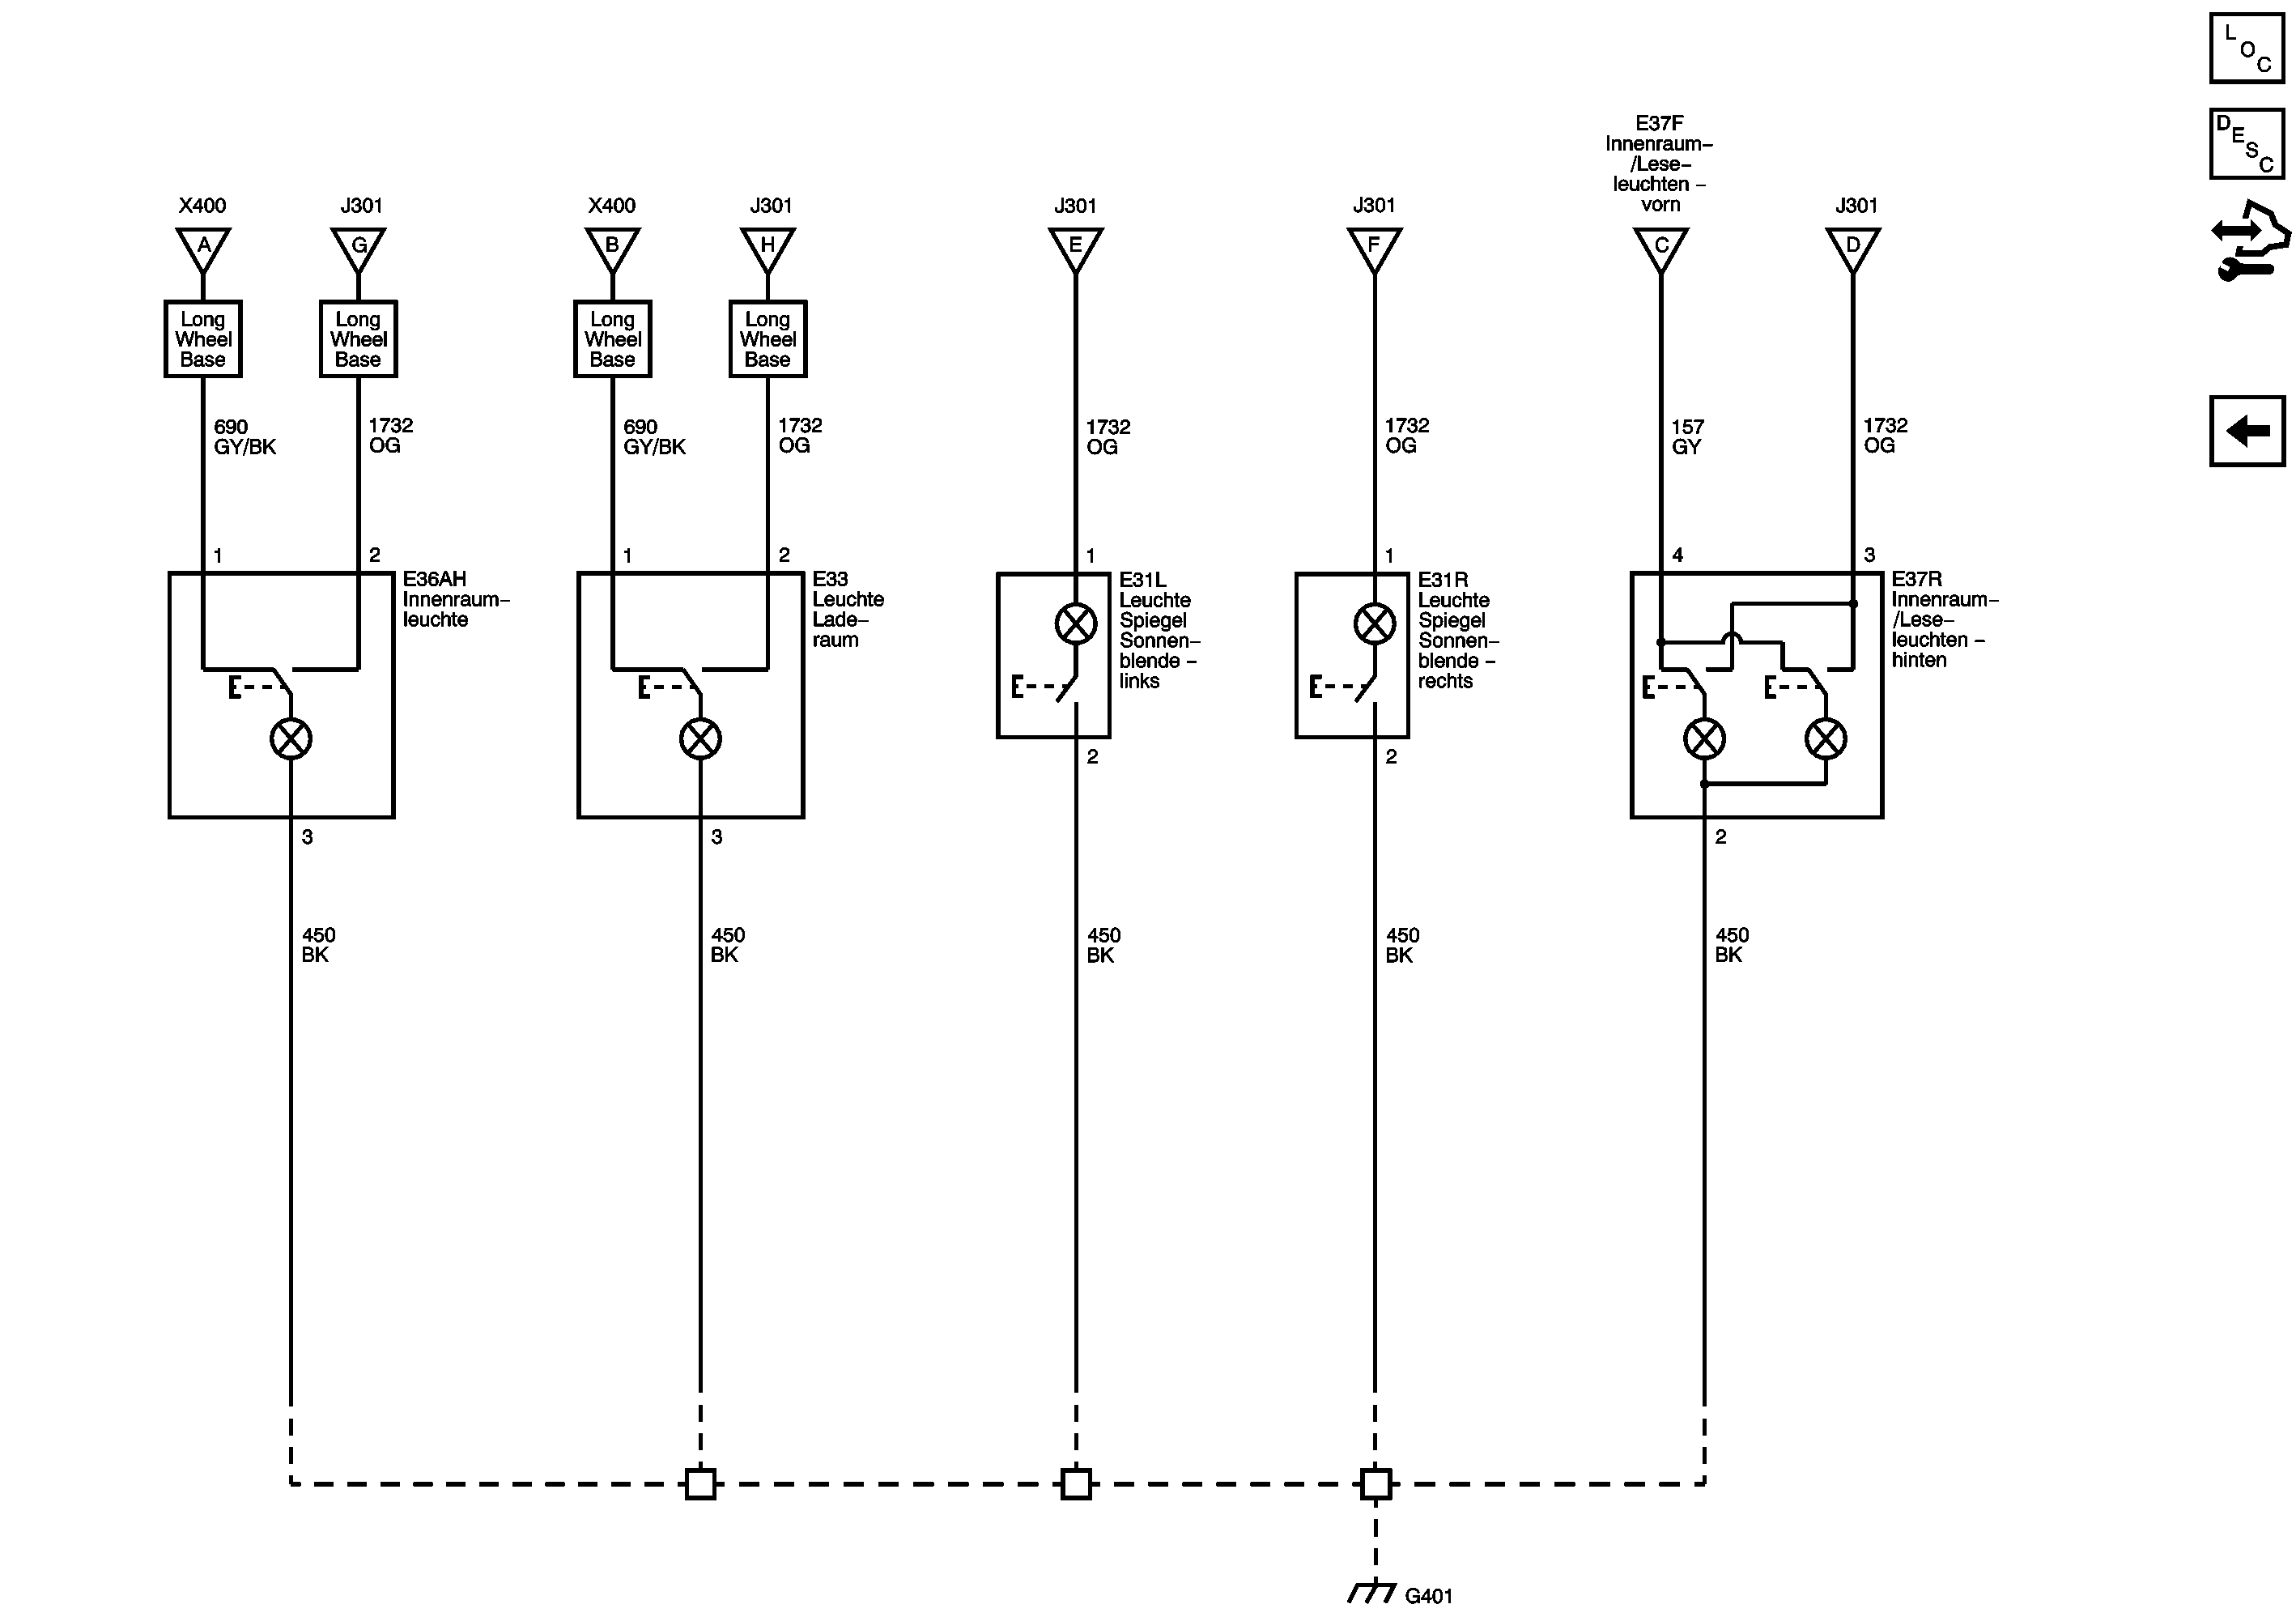 L
O
C
D
E
S
C
E37F
Innenraum–
/Lese–
leuchten –
vorn
X400
J301
X400
J301
J301
J301
J301
A
G
B
H
E
F
C
D
Long
Wheel
Base
Long
Wheel
Base
Long
Wheel
Base
Long
Wheel
Base
690
GY/BK
1732
OG
690
GY/BK
1732
OG
1732
OG
1732
OG
157
GY
1732
OG
1
2
1
2
1
1
4
3
E36AH
Innenraum–
leuchte
E33
Leuchte
Lade–
raum
E31L
Leuchte
Spiegel
Sonnen–
blende –
links
E31R
Leuchte
Spiegel
Sonnen–
blende –
rechts
E37R
Innenraum–
/Lese–
leuchten –
hinten
3
3
2
2
2
450
BK
450
BK
450
BK
450
BK
450
BK
G401